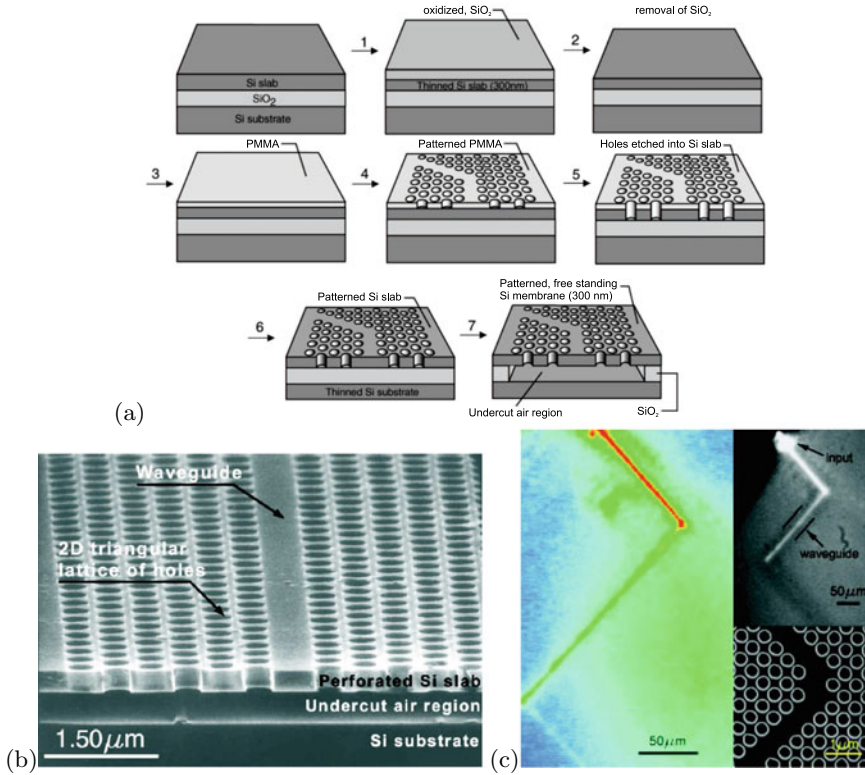 oxidized, SiO2
removal of SiO2
1
2
Si slab
SiO2
Si substrate
Thinned Si slab (300nm)
PMMA
Patterned PMMA
Holes etched into Si slab
3
4
5
Patterned Si slab
Patterned, free standing
Si membrane (300 nm)
6
7
Thinned Si substrate
Undercut air region
SiO2
(a)
Waveguide
2D triangular
lattice of holes
Perforated Si slab
Undercut air region
Si substrate
1.50μm
(b)
input
waveguide
50μm
50μm
1μm
(c)